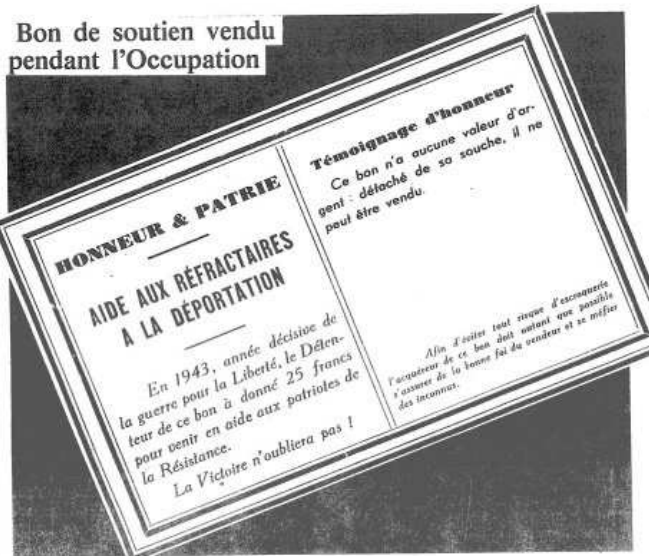 Bon de soutien vendu
pendant l'Occupation
HONNEUR & PATRIE
AIDE AUX RÉFRACTAIRES
A LA DÉPORTATION
En 1943, année décisive de
la guerre pour la Liberté, le Déten-
teur de ce bon à donné 25 francs
pour venir en aide aux patriotes de
la Résistance.
La Victoire n'oubliera pas !
Témoignage d'honneur
Ce bon n'a aucune valeur d'ar-
gent : détaché de sa souche, il ne
peut être vendu.
Afin d'éviter tout risque d'escroquerie
l'acquéreur de ce bon doit autant que possible
s'assurer de la bonne foi du vendeur et se méfier
des inconnus.